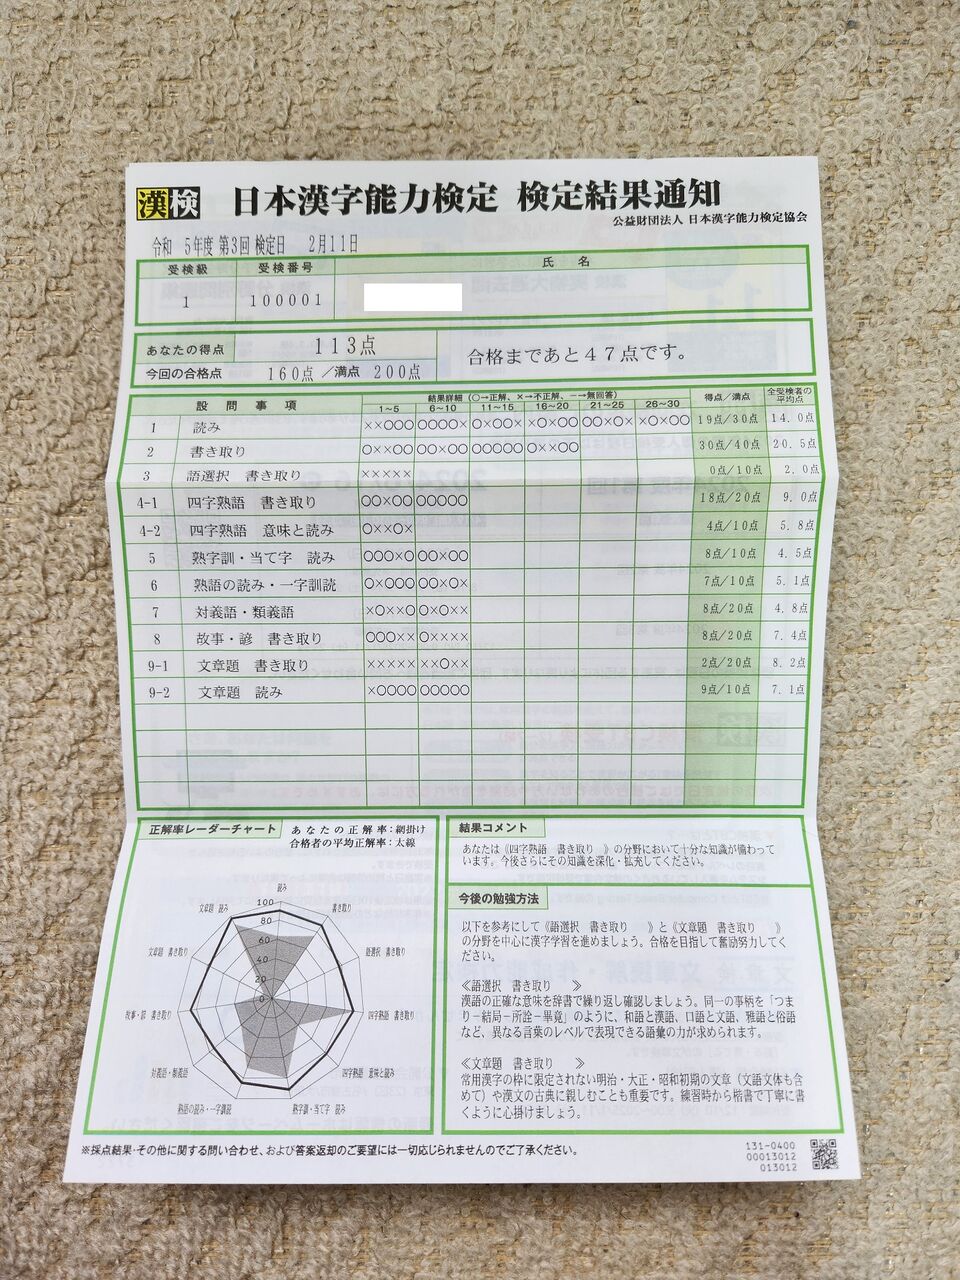 漢検 日本漢字能力検定 検定結果通知
公益財団法人 日本漢字能力検定協会
令和 5年度 第3回 検定日 2月11日
受検級 受検番号 氏名
1 100001
あなたの得点 113点 合格まであと47点です。
今回の合格点 160点 /満点 200点
設問事項 結果詳細(○→正解、×→不正解、-→無回答) 得点/満点 全受検者の平均点
1~5 6~10 11~15 16~20 21~25 26~30
1 読み ××○○○ ○○○○× ○×○○× ×○×○○ ○○×○× ×○×○○ 19点/30点 14.0点
2 書き取り ○××○○ ○○×○○ ○○○○○ ○××○○ 30点/40点 20.5点
3 語選択 書き取り ××××× 0点/10点 2.0点
4-1 四字熟語 書き取り ○○×○○ ○○○○○ 18点/20点 9.0点
4-2 四字熟語 意味と読み ○××○× 4点/10点 5.8点
5 熟字訓・当て字 読み ○○○×○ ○○×○○ 8点/10点 4.5点
6 熟語の読み・一字訓読 ○×○○○ ○○×○× 7点/10点 5.1点
7 対義語・類義語 ×○××○ ○×○×× 8点/20点 4.8点
8 故事・諺 書き取り ○○○×× ○×××× 8点/20点 7.4点
9-1 文章題 書き取り ××××× ××○×× 2点/20点 8.2点
9-2 文章題 読み ×○○○○ ○○○○○ 9点/10点 7.1点
正解率レーダーチャート
あなたの正解率:網掛け
合格者の平均正解率:太線
読み
書き取り
語選択 書き取り
四字熟語 書き取り
四字熟語 意味と読み
熟字訓・当て字 読み
熟語の読み・一字訓読
対義語・類義語
故事・諺 書き取り
文章題 書き取り
文章題 読み
100
80
60
40
20
0
結果コメント
あなたは《四字熟語 書き取り 》の分野において十分な知識が備わって
います。今後さらにその知識を深化・拡充してください。
今後の勉強方法
以下を参考にして《語選択 書き取り 》と《文章題 書き取り 》
の分野を中心に漢字学習を進めましょう。合格を目指して奮励努力してく
ださい。
《語選択 書き取り 》
漢語の正確な意味を辞書で繰り返し確認しましょう。同一の事柄を「つま
り-結局-所詮-畢竟」のように、和語と漢語、口語と文語、雅語と俗語
など、異なる言葉のレベルで表現できる語彙の力が求められます。
《文章題 書き取り 》
常用漢字の枠に限定されない明治・大正・昭和初期の文章(文語文体も含
めて)や漢文の古典に親しむことも重要です。練習時から楷書で丁寧に書
くように心掛けましょう。
※採点結果・その他に関する問い合わせ、および答案返却のご要望には一切応じられませんのでご了承ください。
131-0400
00013012
013012